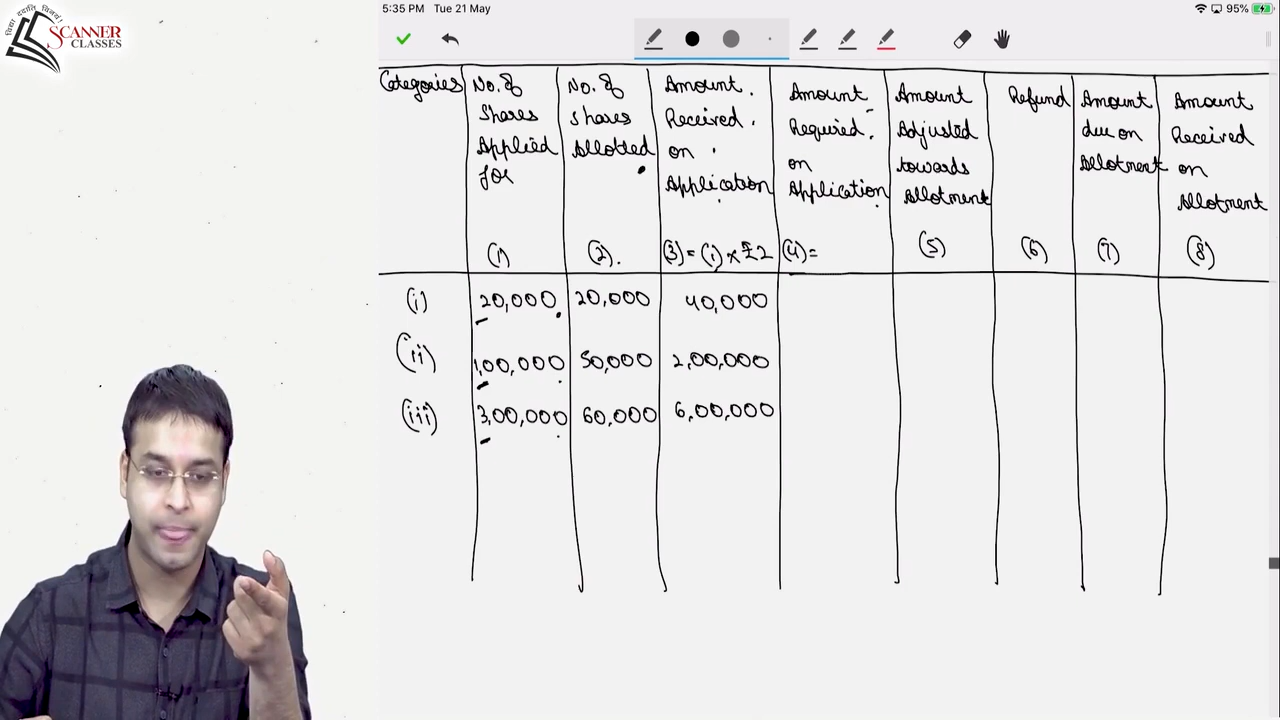 5:35 PM Tue 21 May
95%
विद्या ददाति विनयं
SCANNER
CLASSES
Categories
No. of
Shares
Applied
for
(1)
No. of
shares
Allotted
(2).
Amount
Received
on
Application
(3) = (1) × ₹2
Amount
Required
on
Application
(4) =
Amount
Adjusted
towards
Allotment
(5)
Refund
(6)
Amount
due on
Allotment
(7)
Amount
Received
on
Allotment
(8)
(i) 20,000 20,000 40,000
(ii) 1,00,000 50,000 2,00,000
(iii) 3,00,000 60,000 6,00,000